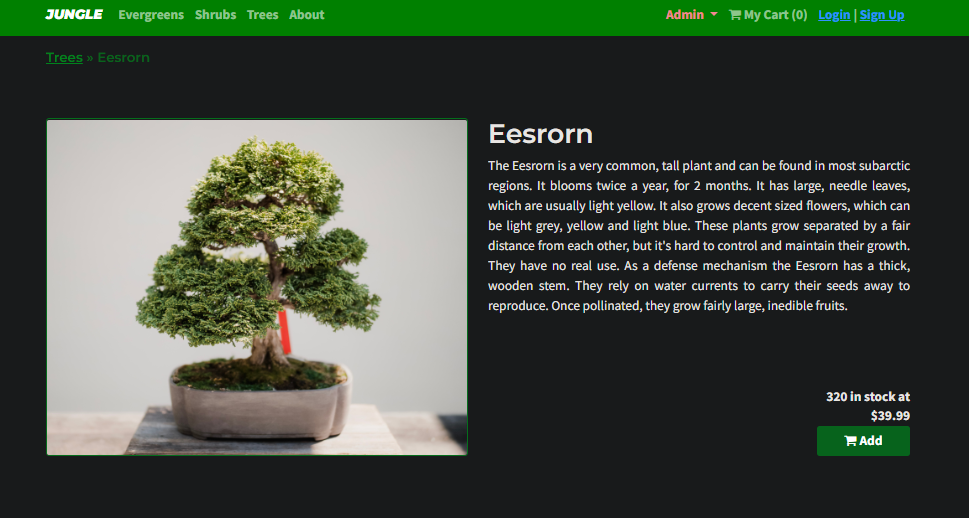 JUNGLE Evergreens Shrubs Trees About Admin My Cart (0) Login | Sign Up
Trees » Eesrorn
Eesrorn
The Eesrorn is a very common, tall plant and can be found in most subarctic
regions. It blooms twice a year, for 2 months. It has large, needle leaves,
which are usually light yellow. It also grows decent sized flowers, which can
be light grey, yellow and light blue. These plants grow separated by a fair
distance from each other, but it's hard to control and maintain their growth.
They have no real use. As a defense mechanism the Eesrorn has a thick,
wooden stem. They rely on water currents to carry their seeds away to
reproduce. Once pollinated, they grow fairly large, inedible fruits.
320 in stock at
$39.99
Add